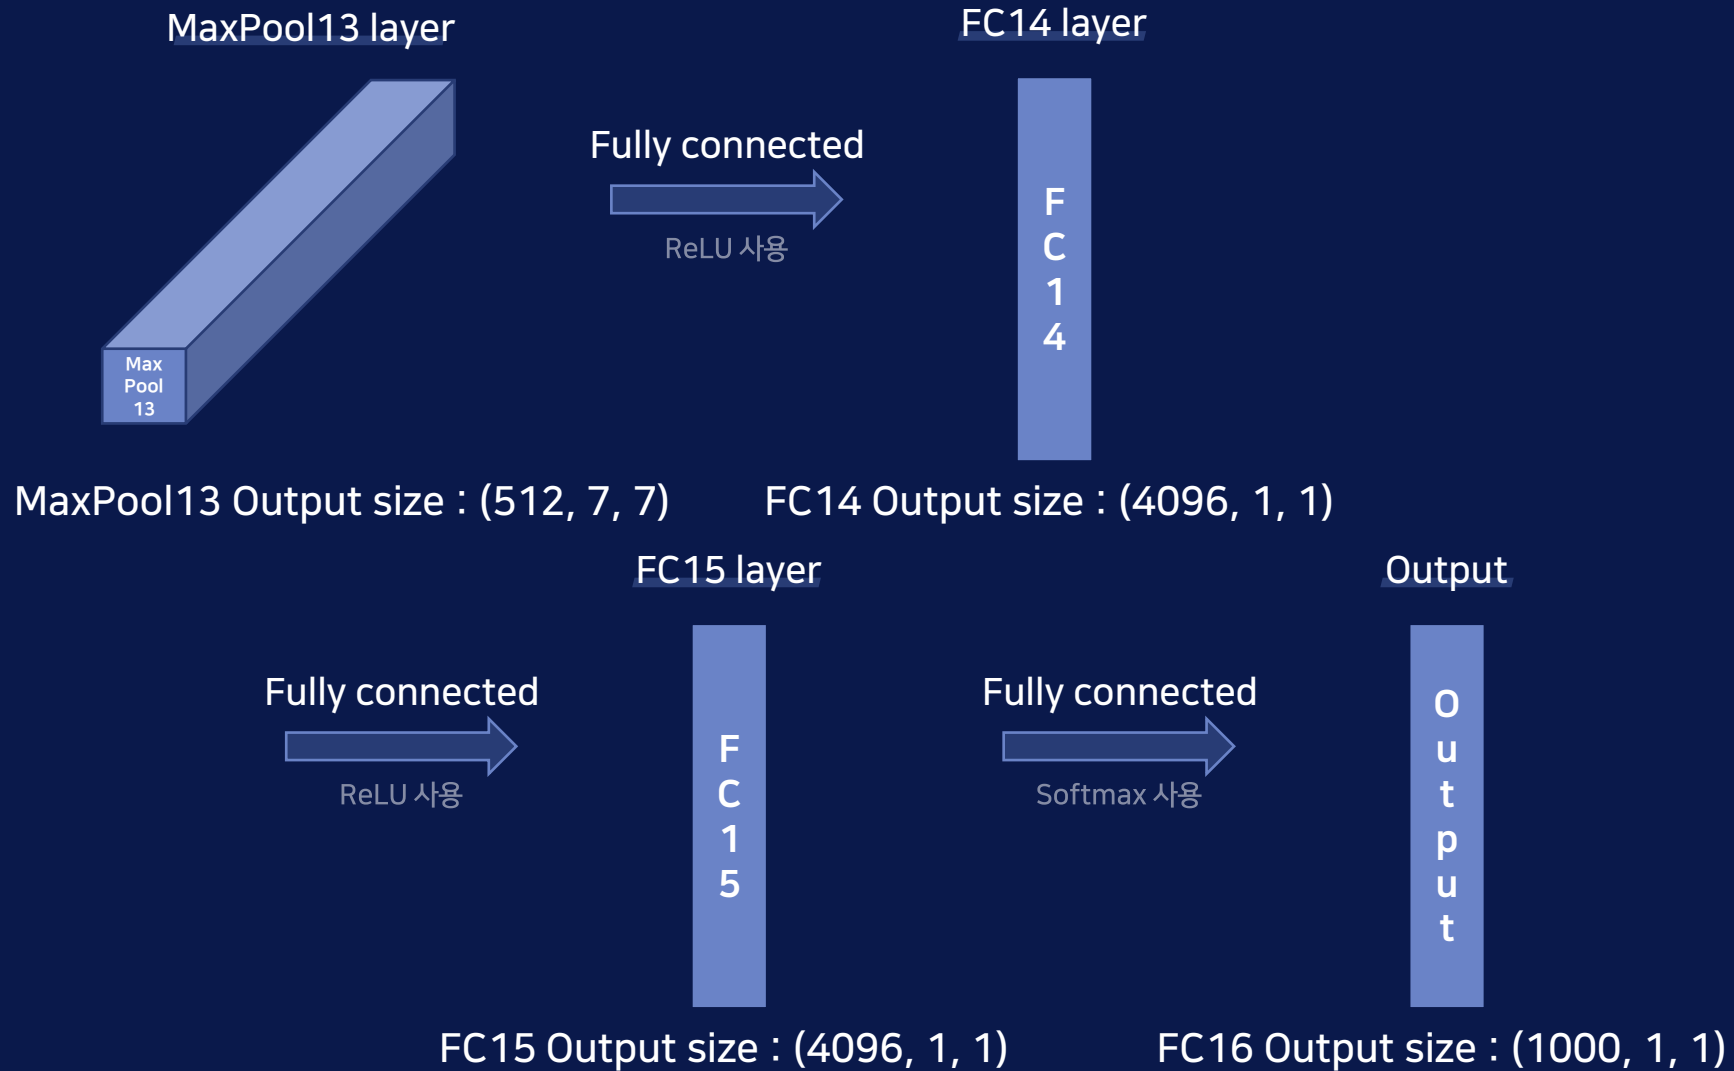 MaxPool13 layer
FC14 layer
Fully connected
ReLU 사용
Max
Pool
13
F
C
1
4
MaxPool13 Output size : (512, 7, 7)
FC14 Output size : (4096, 1, 1)
FC15 layer
Output
Fully connected
ReLU 사용
F
C
1
5
Fully connected
Softmax 사용
O
u
t
p
u
t
FC15 Output size : (4096, 1, 1)
FC16 Output size : (1000, 1, 1)